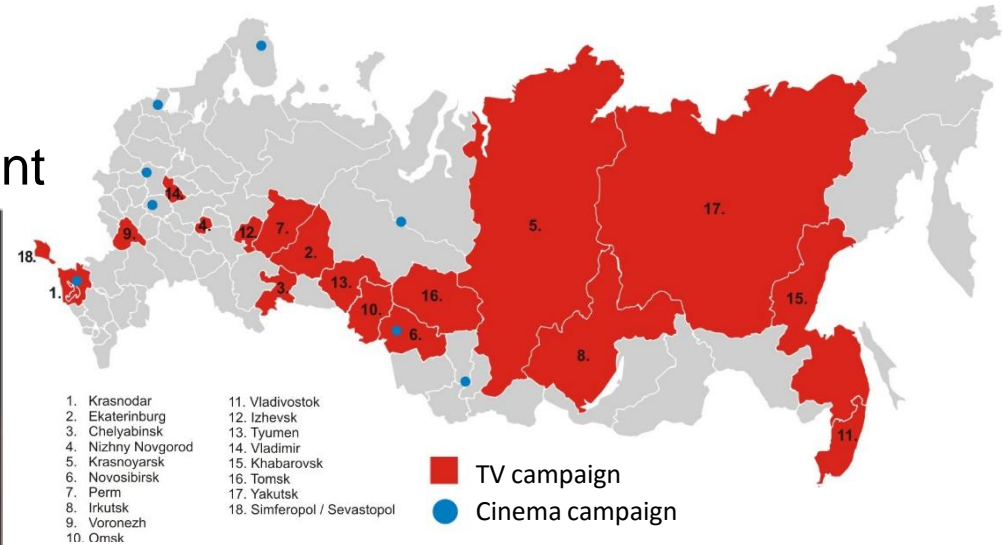 nt
14.
4.
9.
12.
7.
2.
18.
1.
3.
13.
10.
16.
6.
5.
17.
15.
8.
11.
1. Krasnodar
2. Ekaterinburg
3. Chelyabinsk
4. Nizhny Novgorod
5. Krasnoyarsk
6. Novosibirsk
7. Perm
8. Irkutsk
9. Voronezh
10. Omsk
11. Vladivostok
12. Izhevsk
13. Tyumen
14. Vladimir
15. Khabarovsk
16. Tomsk
17. Yakutsk
18. Simferopol / Sevastopol
TV campaign
Cinema campaign